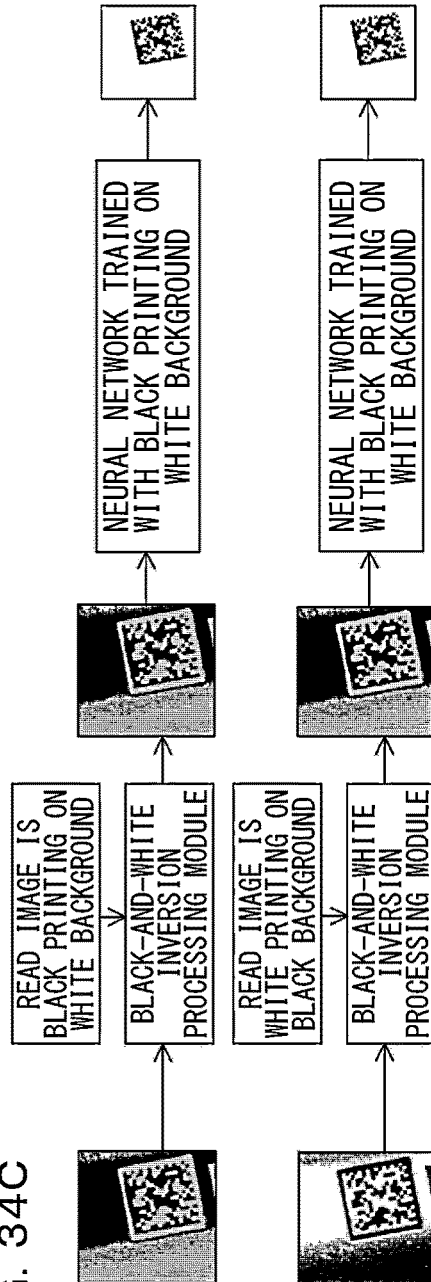 34C
READ IMAGE IS
BLACK PRINTING ON
WHITE BACKGROUND
BLACK-AND-WHITE
INVERSION
PROCESSING MODULE
NEURAL NETWORK TRAINED
WITH BLACK PRINTING ON
WHITE BACKGROUND
READ IMAGE IS
WHITE PRINTING ON
BLACK BACKGROUND
BLACK-AND-WHITE
INVERSION
PROCESSING MODULE
NEURAL NETWORK TRAINED
WITH BLACK PRINTING ON
WHITE BACKGROUND